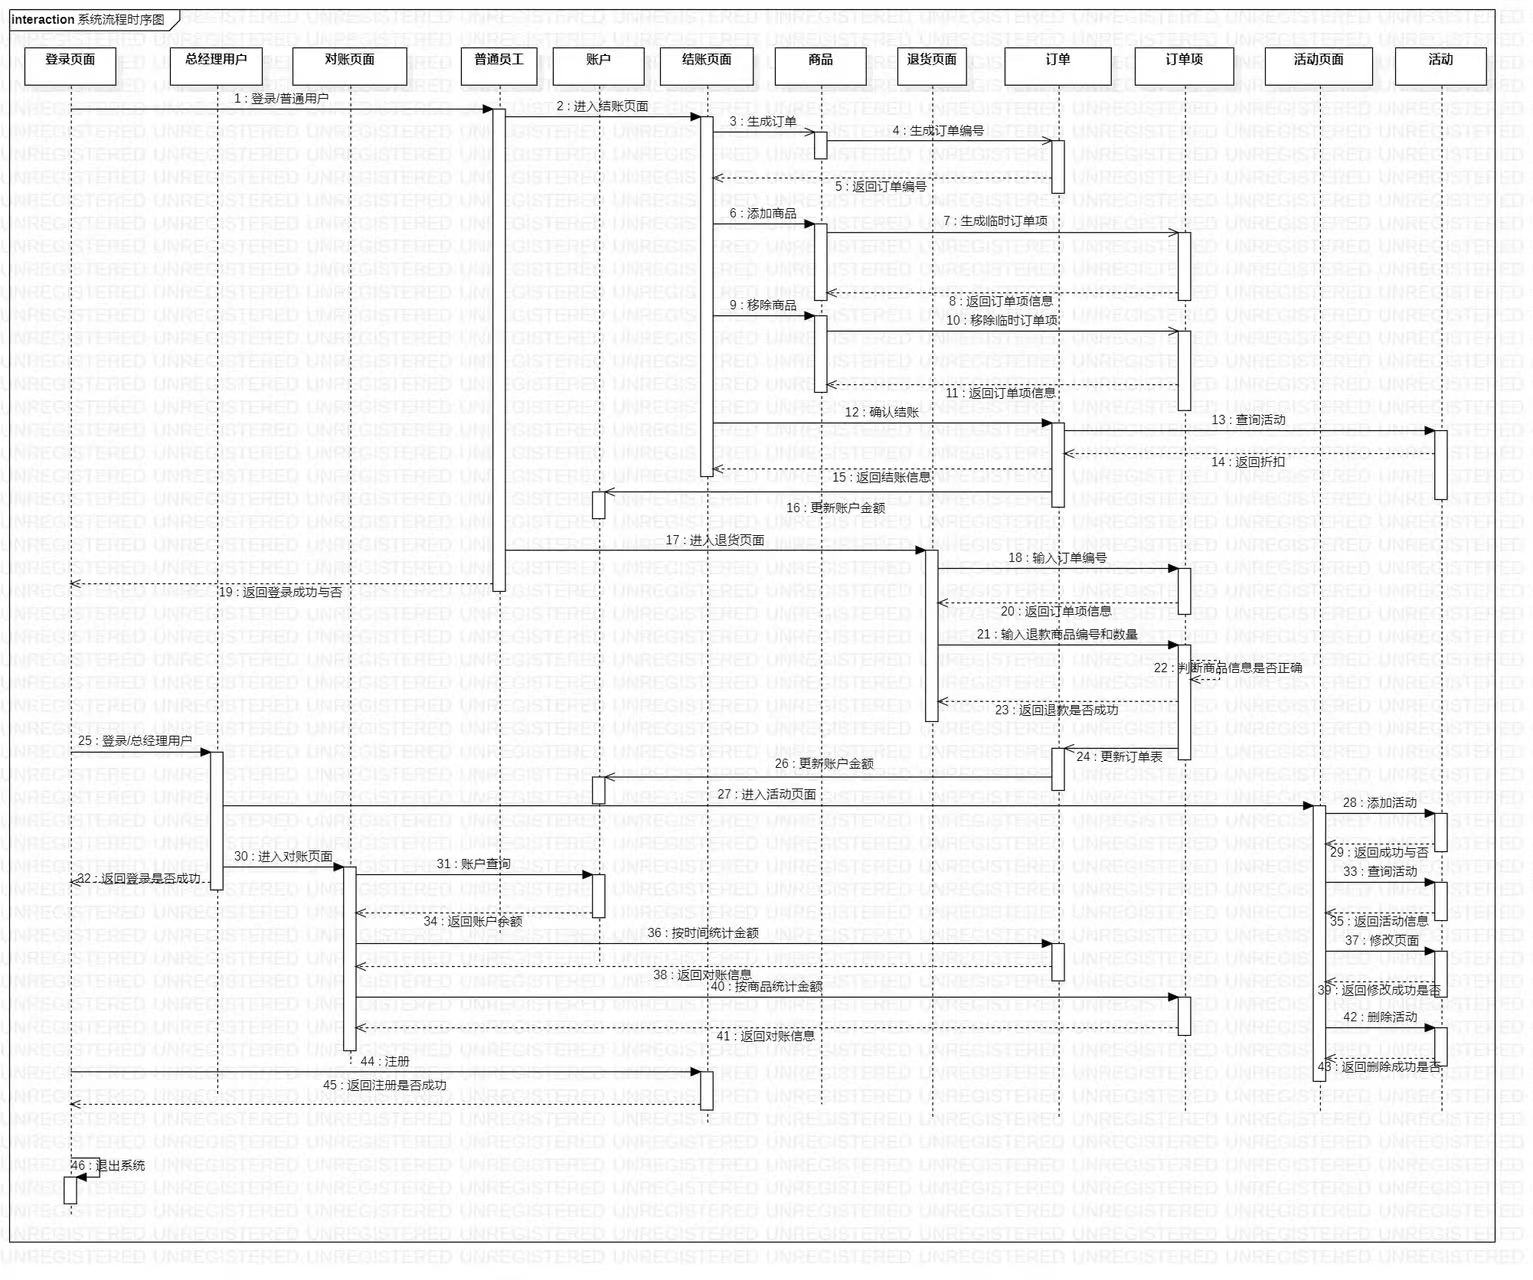 interaction 系统流程时序图
登录页面
总经理用户
对账页面
普通员工
账户
结账页面
商品
退货页面
订单
订单项
活动页面
活动
1 : 登录/普通用户
2 : 进入结账页面
3 : 生成订单
4 : 生成订单编号
5 : 返回订单编号
6 : 添加商品
7 : 生成临时订单项
8 : 返回订单项信息
9 : 移除商品
10 : 移除临时订单项
11 : 返回订单项信息
12 : 确认结账
13 : 查询活动
14 : 返回折扣
15 : 返回结账信息
16 : 更新账户金额
17 : 进入退货页面
18 : 输入订单编号
19 : 返回登录成功与否
20 : 返回订单项信息
21 : 输入退款商品编号和数量
22 : 判断商品信息是否正确
23 : 返回退款是否成功
25 : 登录/总经理用户
24 : 更新订单表
26 : 更新账户金额
27 : 进入活动页面
28 : 添加活动
29 : 返回成功与否
30 : 进入对账页面
31 : 账户查询
32 : 返回登录是否成功
33 : 查询活动
34 : 返回账户余额
35 : 返回活动信息
36 : 按时间统计金额
37 : 修改页面
38 : 返回对账信息
39 : 返回修改成功是否
40 : 按商品统计金额
41 : 返回对账信息
42 : 删除活动
43 : 返回删除成功是否
44 : 注册
45 : 返回注册是否成功
46 : 退出系统